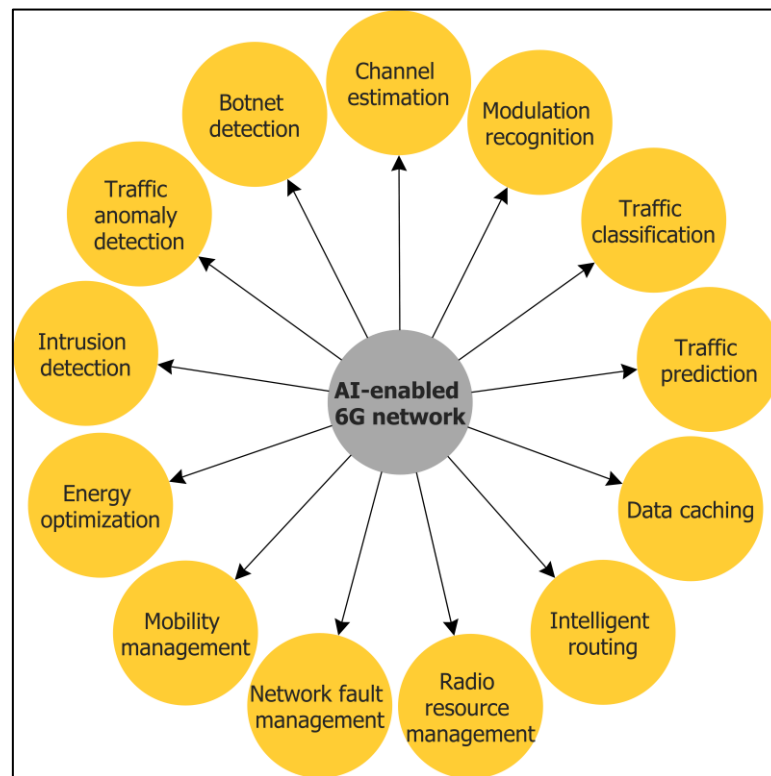 Channel
estimation
Modulation
recognition
Traffic
classification
Traffic
prediction
Data caching
Intelligent
routing
Radio
resource
management
Network fault
management
Mobility
management
Energy
optimization
Intrusion
detection
Traffic
anomaly
detection
Botnet
detection
AI-enabled
6G network